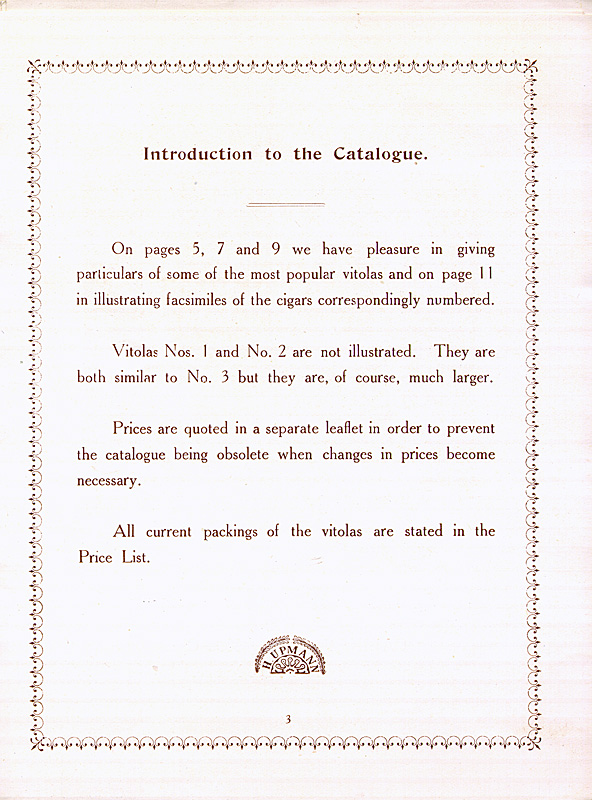 Introduction to the Catalogue.
On pages 5, 7 and 9 we have pleasure in giving
particulars of some of the most popular vitolas and on page 11
in illustrating facsimiles of the cigars correspondingly numbered.
Vitolas Nos. 1 and No. 2 are not illustrated. They are
both similar to No. 3 but they are, of course, much larger.
Prices are quoted in a separate leaflet in order to prevent
the catalogue being obsolete when changes in prices become
necessary.
All current packings of the vitolas are stated in the
Price List.
H UPMANN
3